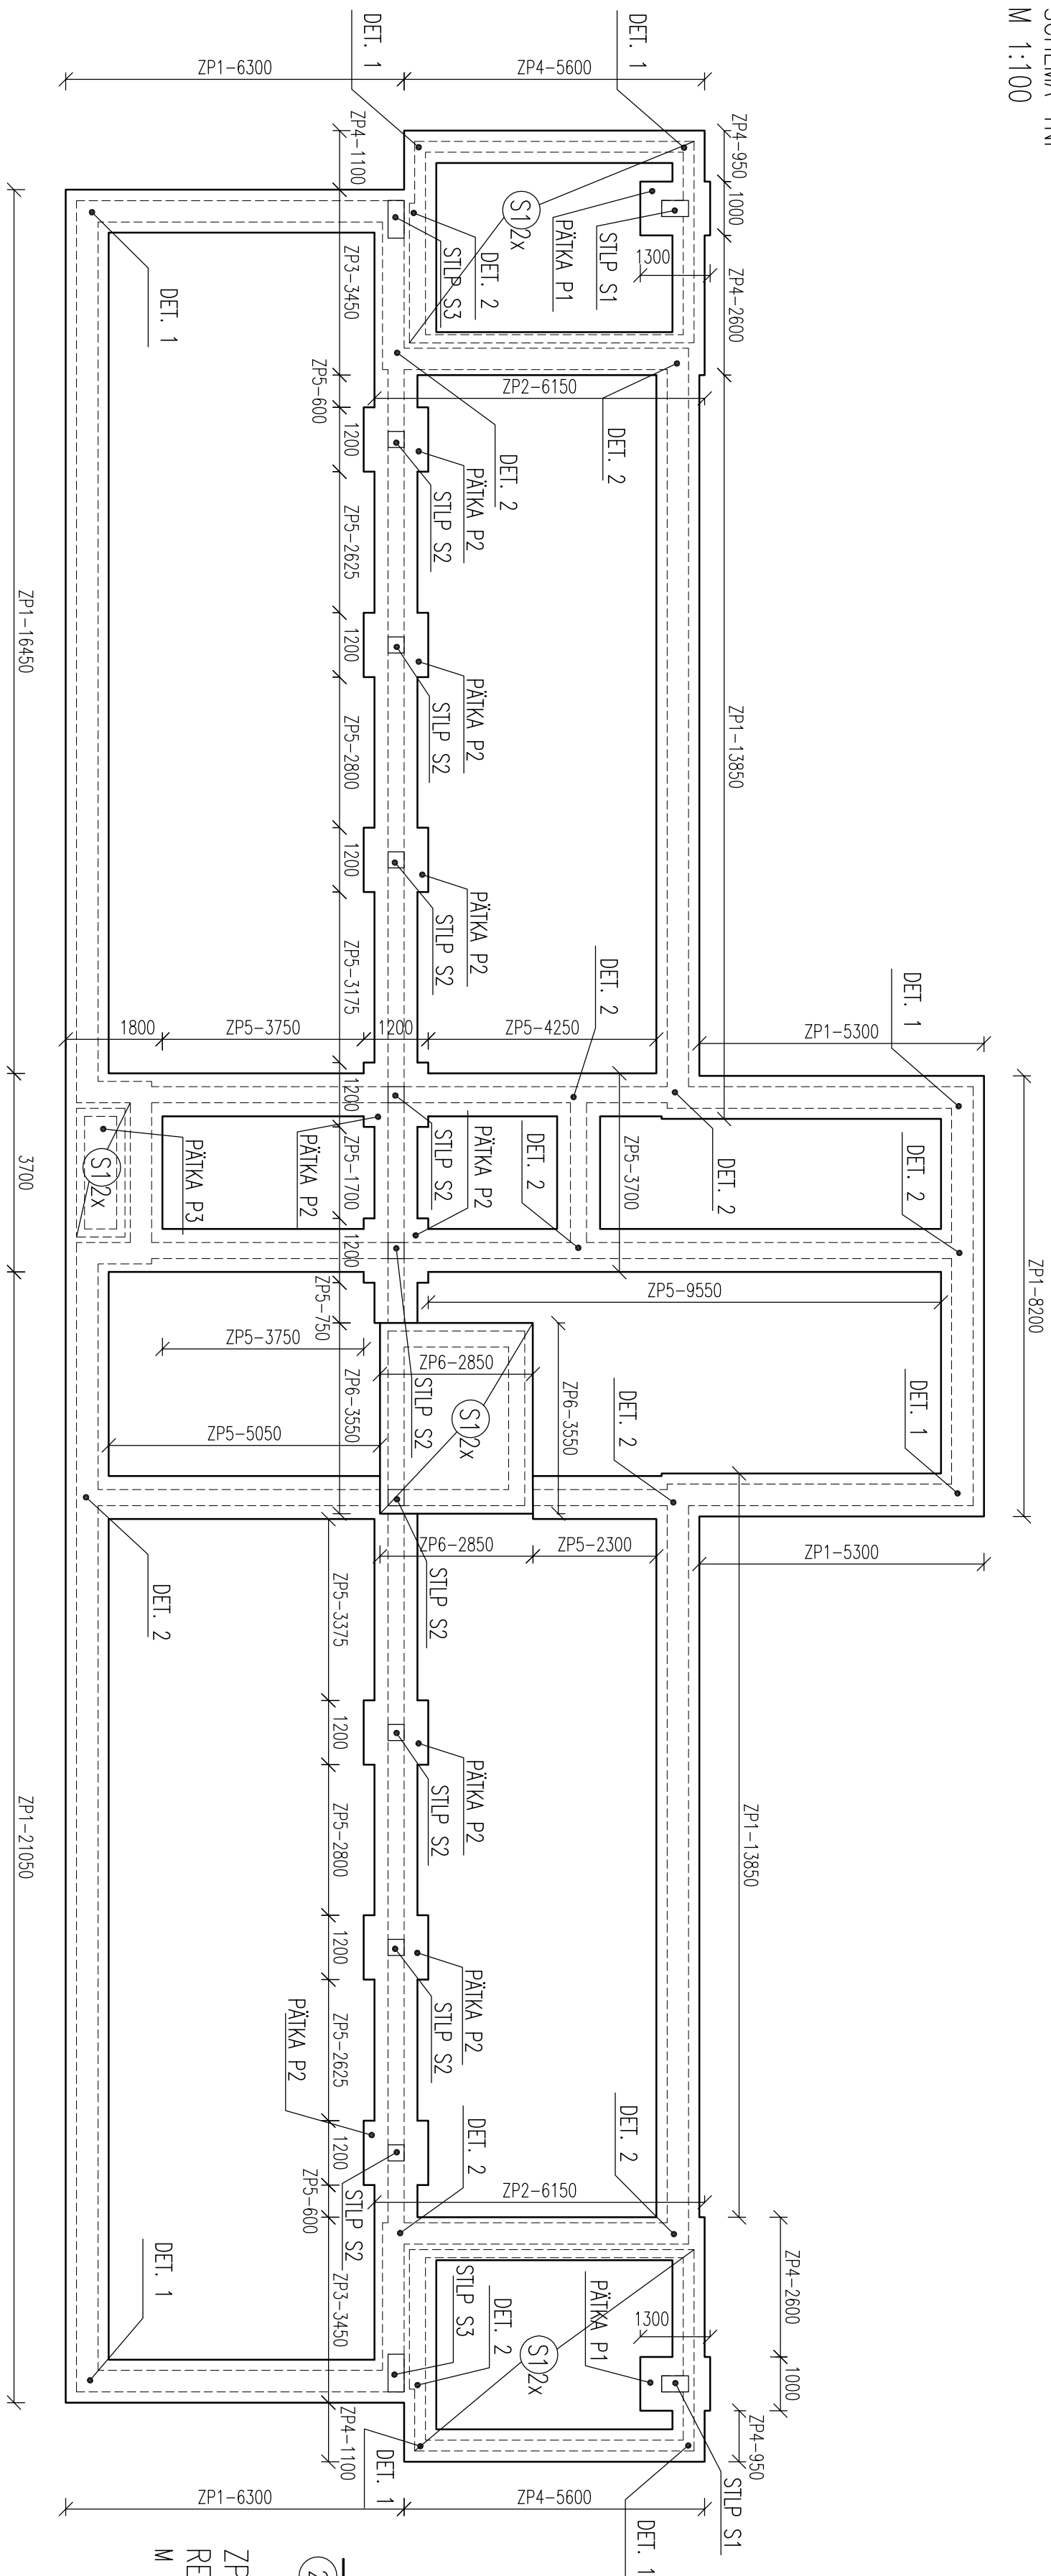 M 1:100
DET. 1
DET. 1
ZP1-6300
ZP4-5600
ZP4-1100
ZP4-950
1000
ZP4-2600
1300
S1 2x
PÄTKA P1
STLP S1
DET. 2
STLP S3
DET. 1
ZP3-3450
ZP5-600
1200
ZP2-6150
DET. 2
DET. 2
PÄTKA P2
STLP S2
ZP5-2625
1200
PÄTKA P2
STLP S2
ZP5-2800
ZP1-13850
ZP1-16450
1200
PÄTKA P2
STLP S2
ZP5-3175
DET. 2
DET. 1
1800
ZP5-3750
1200
ZP5-4250
ZP1-5300
1200
ZP5-1700
1200
ZP5-750
3700
PÄTKA P3
S1 2x
PÄTKA P2
STLP S2
PÄTKA P2
DET. 2
ZP5-3700
DET. 2
DET. 2
ZP1-8200
ZP5-9550
ZP5-3750
ZP6-2850
ZP6-3550
ZP6-3550
STLP S2
S1 2x
ZP5-5050
DET. 2
DET. 1
DET. 2
ZP6-2850
ZP5-2300
ZP1-5300
STLP S2
ZP5-3375
1200
PÄTKA P2
STLP S2
ZP5-2800
ZP1-13850
ZP1-21050
1200
PÄTKA P2
STLP S2
ZP5-2625
PÄTKA P2
1200
ZP5-600
STLP S2
DET. 2
DET. 2
ZP2-6150
ZP3-3450
DET. 1
STLP S3
DET. 2
S1 2x
PÄTKA P1
1300
ZP4-2600
1000
ZP4-950
ZP4-1100
DET. 1
STLP S1
DET. 1
ZP1-6300
ZP4-5600
2
ZP
RE
M